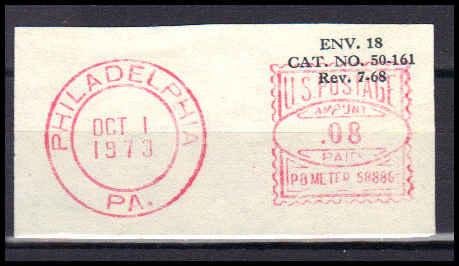 ENV. 18
CAT. NO. 50-161
Rev. 7-68
PHILADELPHIA
OCT 1
1973
PA.
U.S. POSTAGE
AMOUNT
.08
PAID
PB METER 58886